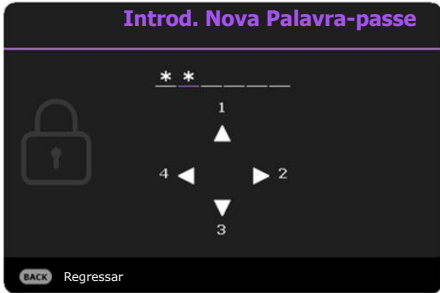 Introd. Nova Palavra-passe
* *
1
4 2
3
BACK Regressar